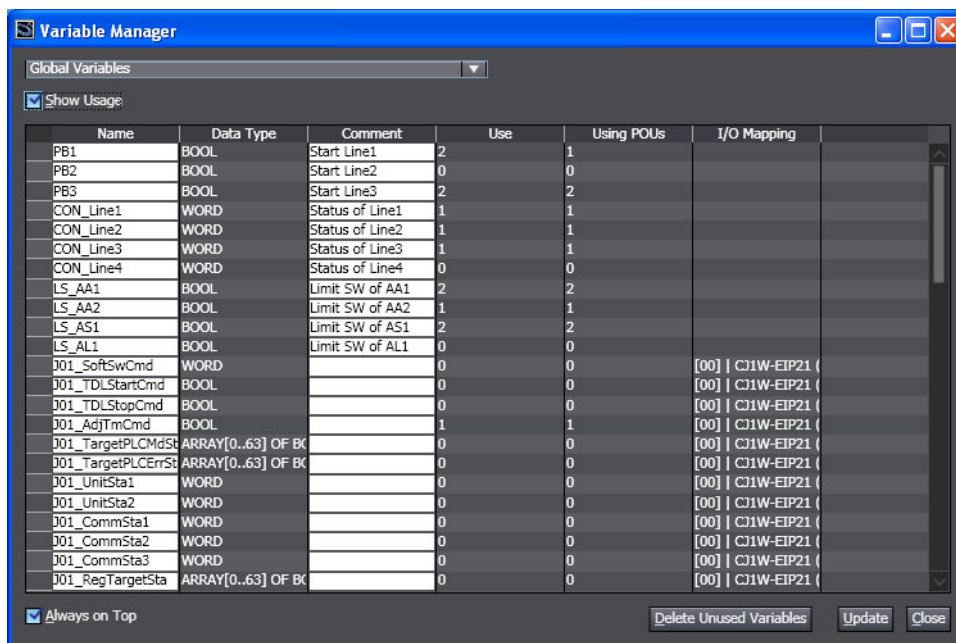 Variable Manager
Global Variables
Show Usage
Name Data Type Comment Use Using POUs I/O Mapping
PB1 BOOL Start Line1 2 1
PB2 BOOL Start Line2 0 0
PB3 BOOL Start Line3 2 2
CON_Line1 WORD Status of Line1 1 1
CON_Line2 WORD Status of Line2 1 1
CON_Line3 WORD Status of Line3 1 1
CON_Line4 WORD Status of Line4 0 0
LS_AA1 BOOL Limit SW of AA1 2 2
LS_AA2 BOOL Limit SW of AA2 1 1
LS_AS1 BOOL Limit SW of AS1 2 2
LS_AL1 BOOL Limit SW of AL1 0 0
J01_SoftSwCmd WORD 0 0 [00] | CJ1W-EIP21 (
J01_TDLStartCmd BOOL 0 0 [00] | CJ1W-EIP21 (
J01_TDLStopCmd BOOL 0 0 [00] | CJ1W-EIP21 (
J01_AdjTmCmd BOOL 1 1 [00] | CJ1W-EIP21 (
J01_TargetPLCMdSt ARRAY[0..63] OF BO 0 0 [00] | CJ1W-EIP21 (
J01_TargetPLCErrSt ARRAY[0..63] OF BO 0 0 [00] | CJ1W-EIP21 (
J01_UnitSta1 WORD 0 0 [00] | CJ1W-EIP21 (
J01_UnitSta2 WORD 0 0 [00] | CJ1W-EIP21 (
J01_CommSta1 WORD 0 0 [00] | CJ1W-EIP21 (
J01_CommSta2 WORD 0 0 [00] | CJ1W-EIP21 (
J01_CommSta3 WORD 0 0 [00] | CJ1W-EIP21 (
J01_RegTargetSta ARRAY[0..63] OF BO 0 0 [00] | CJ1W-EIP21 (
Always on Top Delete Unused Variables Update Close